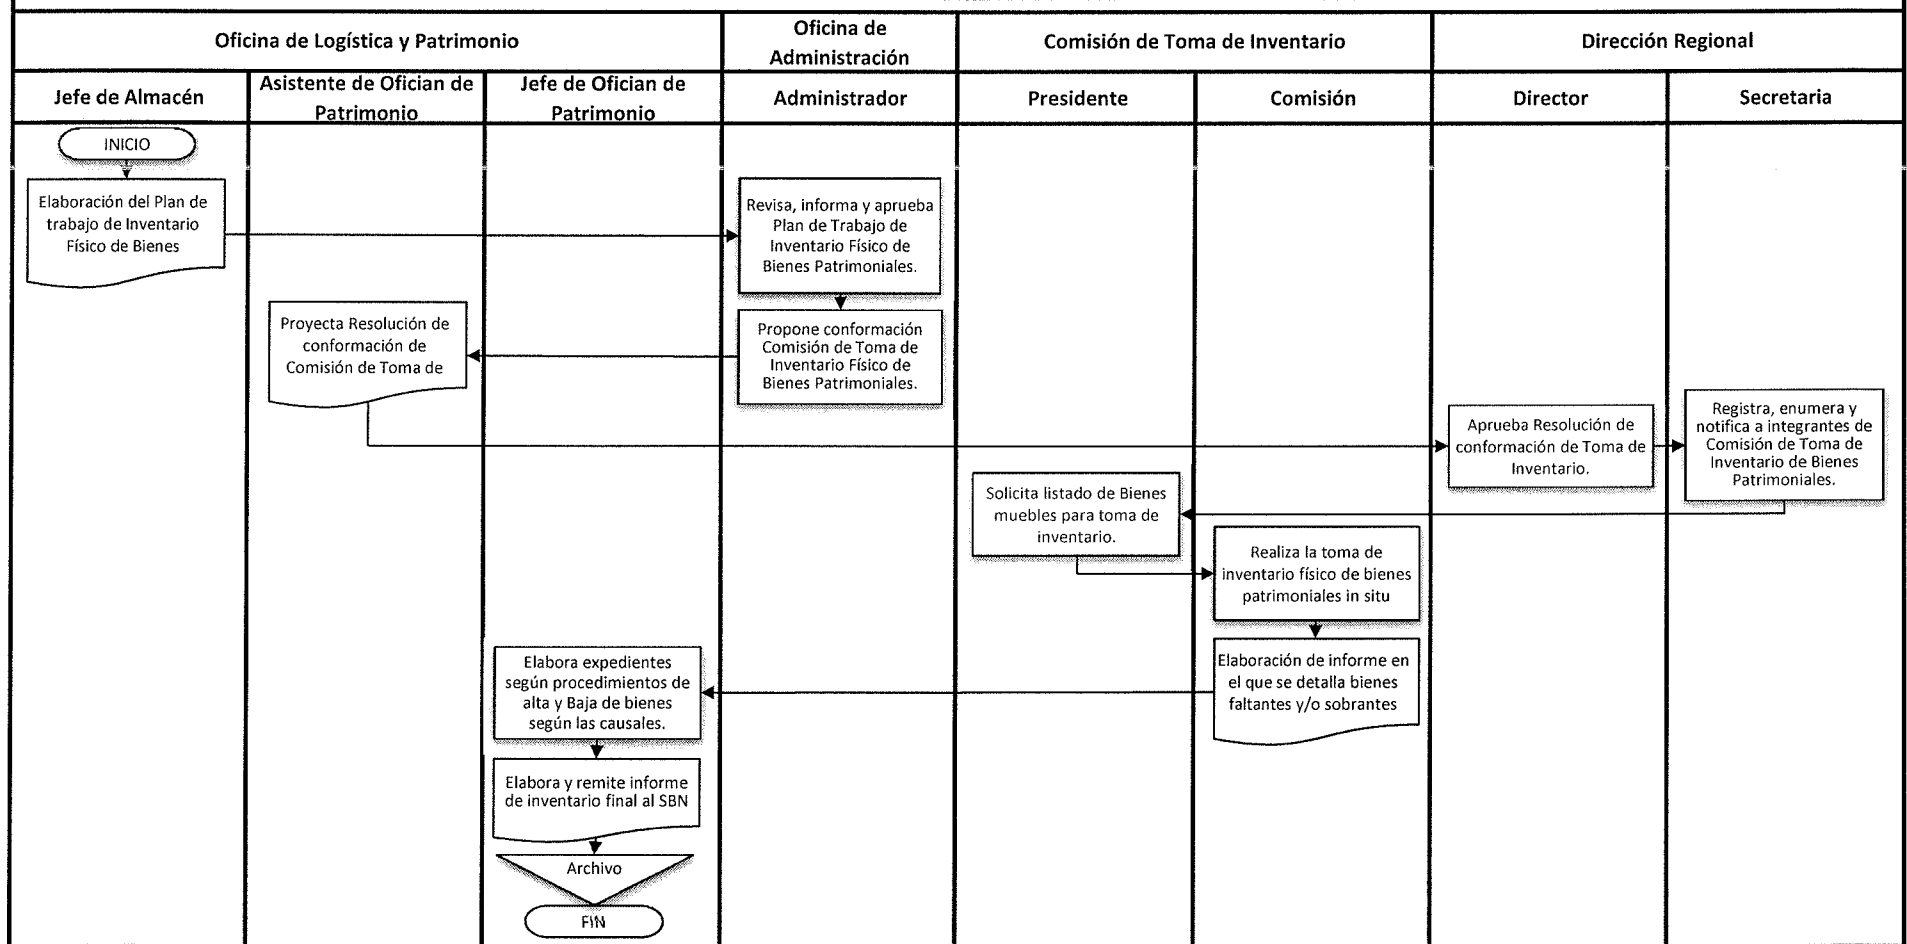 Oficina de Logística y Patrimonio
Oficina de
Administración
Comisión de Toma de Inventario
Dirección Regional
Jefe de Almacén
Asistente de Ofician de
Patrimonio
Jefe de Ofician de
Patrimonio
Administrador
Presidente
Comisión
Director
Secretaria
INICIO
Elaboración del Plan de
trabajo de Inventario
Físico de Bienes
Revisa, informa y aprueba
Plan de Trabajo de
Inventario Físico de
Bienes Patrimoniales.
Propone conformación
Comisión de Toma de
Inventario Físico de
Bienes Patrimoniales.
Proyecta Resolución de
conformación de
Comisión de Toma de
Aprueba Resolución de
conformación de Toma de
Inventario.
Registra, enumera y
notifica a integrantes de
Comisión de Toma de
Inventario de Bienes
Patrimoniales.
Solicita listado de Bienes
muebles para toma de
inventario.
Realiza la toma de
inventario físico de bienes
patrimoniales in situ
Elaboración de informe en
el que se detalla bienes
faltantes y/o sobrantes
Elabora expedientes
según procedimientos de
alta y Baja de bienes
según las causales.
Elabora y remite informe
de inventario final al SBN
Archivo
FIN